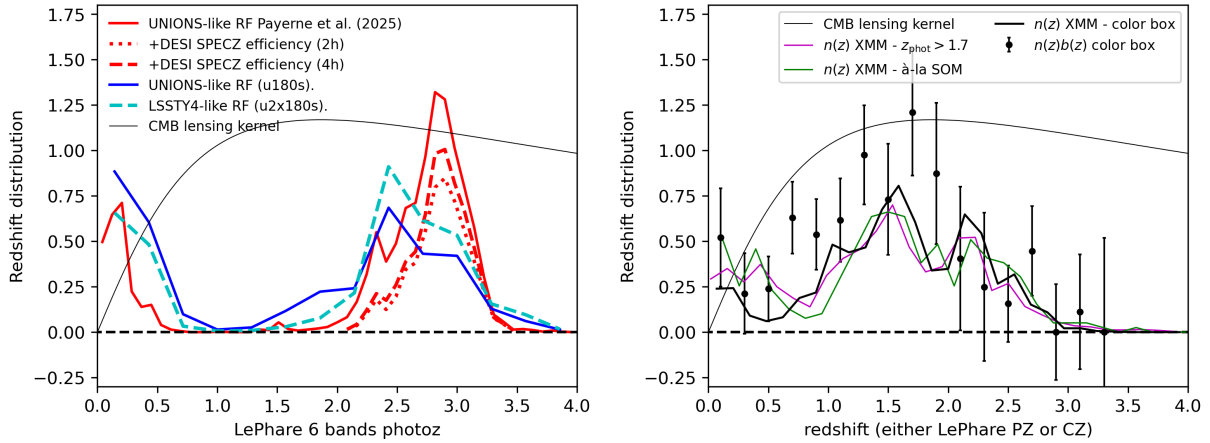 1.75
1.50
1.25
1.00
0.75
0.50
0.25
0.00
−0.25
Redshift distribution
UNIONS-like RF Payerne et al. (2025)
+DESI SPECZ efficiency (2h)
+DESI SPECZ efficiency (4h)
UNIONS-like RF (u180s).
LSSTY4-like RF (u2x180s).
CMB lensing kernel
0.0 0.5 1.0 1.5 2.0 2.5 3.0 3.5 4.0
LePhare 6 bands photoz
1.75
1.50
1.25
1.00
0.75
0.50
0.25
0.00
−0.25
Redshift distribution
CMB lensing kernel
n(z) XMM - zphot > 1.7
n(z) XMM - à-la SOM
n(z) XMM - color box
n(z)b(z) color box
0.0 0.5 1.0 1.5 2.0 2.5 3.0 3.5 4.0
redshift (either LePhare PZ or CZ)